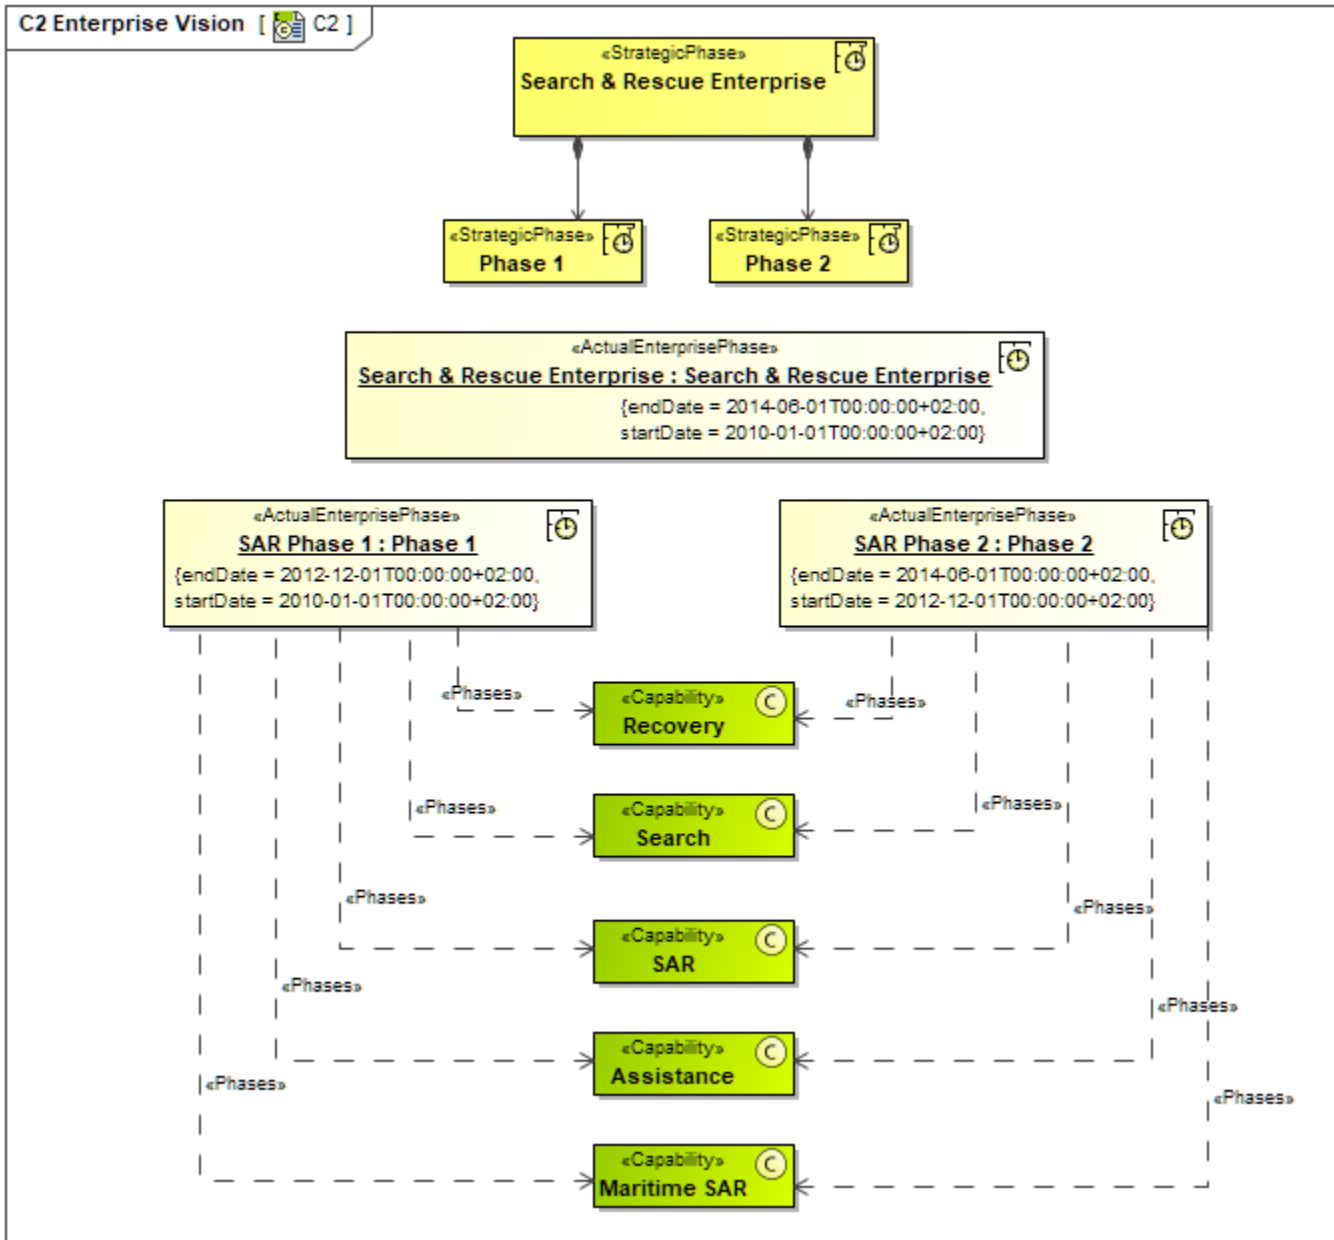 C2 Enterprise Vision [ C2 ]
«StrategicPhase»
Search & Rescue Enterprise
«StrategicPhase»
Phase 1
«StrategicPhase»
Phase 2
«ActualEnterprisePhase»
Search & Rescue Enterprise : Search & Rescue Enterprise
{endDate = 2014-06-01T00:00:00+02:00,
startDate = 2010-01-01T00:00:00+02:00}
«ActualEnterprisePhase»
SAR Phase 1 : Phase 1
{endDate = 2012-12-01T00:00:00+02:00,
startDate = 2010-01-01T00:00:00+02:00}
«ActualEnterprisePhase»
SAR Phase 2 : Phase 2
{endDate = 2014-06-01T00:00:00+02:00,
startDate = 2012-12-01T00:00:00+02:00}
«Phases»
«Capability» C
Recovery
«Phases»
«Phases»
«Capability» C
Search
«Phases»
«Phases»
«Capability» C
SAR
«Phases»
«Phases»
«Capability» C
Assistance
«Phases»
«Phases»
«Capability» C
Maritime SAR
«Phases»